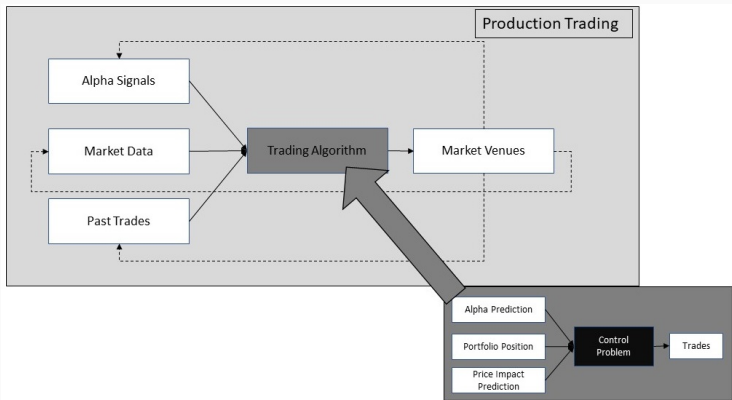 Production Trading
Alpha Signals
Market Data
Trading Algorithm
Market Venues
Past Trades
Alpha Prediction
Portfolio Position
Control
Problem
Trades
Price Impact
Prediction